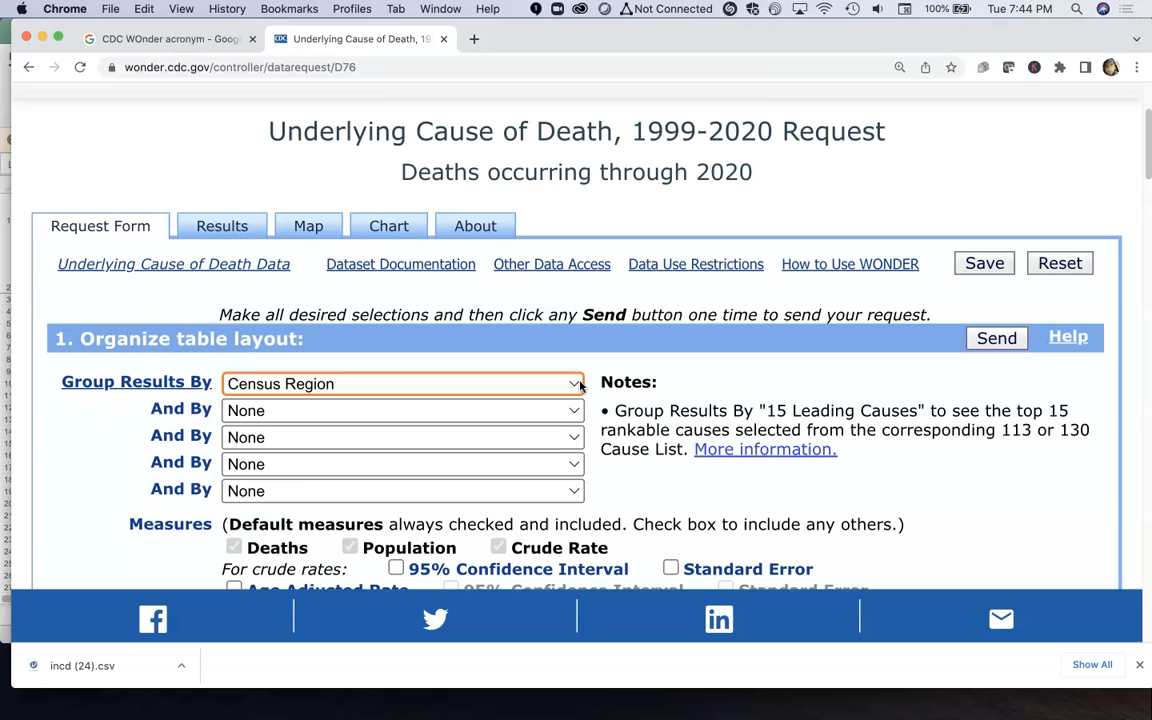 Chrome File Edit View History Bookmarks Profiles Tab Window Help Not Connected 100% Tue 7:44 PM
CDC WOnder acronym - Goog
Underlying Cause of Death, 19
wonder.cdc.gov/controller/datarequest/D76
Underlying Cause of Death, 1999-2020 Request
Deaths occurring through 2020
Request Form Results Map Chart About
Underlying Cause of Death Data Dataset Documentation Other Data Access Data Use Restrictions How to Use WONDER Save Reset
Make all desired selections and then click any Send button one time to send your request.
1. Organize table layout: Send Help
Group Results By Census Region
And By None
And By None
And By None
And By None
Notes:
• Group Results By "15 Leading Causes" to see the top 15
rankable causes selected from the corresponding 113 or 130
Cause List. More information.
Measures (Default measures always checked and included. Check box to include any others.)
Deaths Population Crude Rate
For crude rates: 95% Confidence Interval Standard Error
Age Adjusted Rate 95% Confidence Interval Standard Error
incd (24).csv
Show All